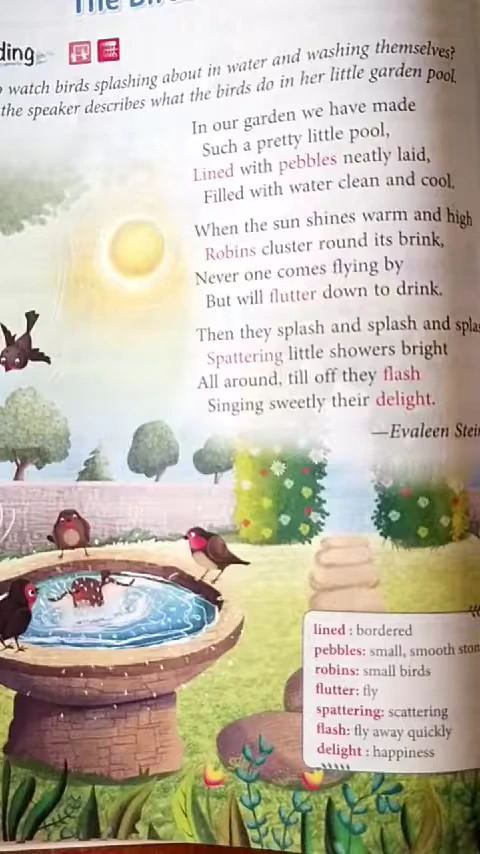 The
ding
watch birds splashing about in water and washing themselves?
the speaker describes what the birds do in her little garden pool.
In our garden we have made
Such a pretty little pool,
Lined with pebbles neatly laid,
Filled with water clean and cool.
When the sun shines warm and high
Robins cluster round its brink,
Never one comes flying by
But will flutter down to drink.
Then they splash and splash and spla
Spattering little showers bright
All around, till off they flash
Singing sweetly their delight.
—Evaleen Stei
lined : bordered
pebbles: small, smooth ston
robins: small birds
flutter: fly
spattering: scattering
flash: fly away quickly
delight : happiness